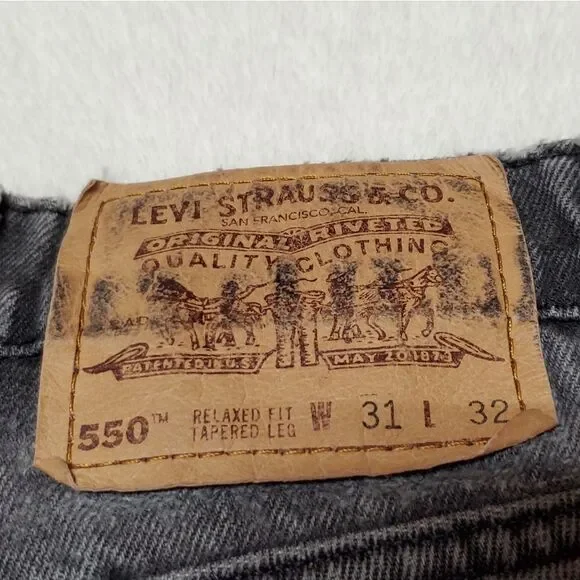 LEVI STRAUSS & CO.
SAN FRANCISCO, CAL.
ORIGINAL RIVETED
QUALITY CLOTHING
PATENTED IN U.S. MAY 20 1873
550™ RELAXED FIT W 31 L 32
TAPERED LEG